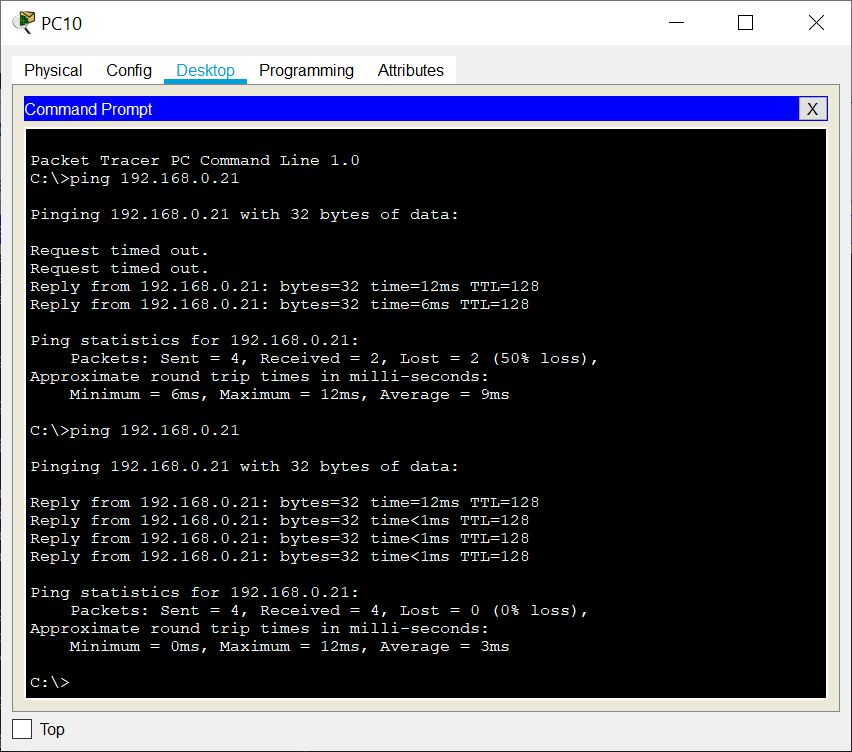 PC10
Physical Config Desktop Programming Attributes
Command Prompt X
Packet Tracer PC Command Line 1.0
C:\>ping 192.168.0.21
Pinging 192.168.0.21 with 32 bytes of data:
Request timed out.
Request timed out.
Reply from 192.168.0.21: bytes=32 time=12ms TTL=128
Reply from 192.168.0.21: bytes=32 time=6ms TTL=128
Ping statistics for 192.168.0.21:
    Packets: Sent = 4, Received = 2, Lost = 2 (50% loss),
Approximate round trip times in milli-seconds:
    Minimum = 6ms, Maximum = 12ms, Average = 9ms
C:\>ping 192.168.0.21
Pinging 192.168.0.21 with 32 bytes of data:
Reply from 192.168.0.21: bytes=32 time=12ms TTL=128
Reply from 192.168.0.21: bytes=32 time<1ms TTL=128
Reply from 192.168.0.21: bytes=32 time<1ms TTL=128
Reply from 192.168.0.21: bytes=32 time<1ms TTL=128
Ping statistics for 192.168.0.21:
    Packets: Sent = 4, Received = 4, Lost = 0 (0% loss),
Approximate round trip times in milli-seconds:
    Minimum = 0ms, Maximum = 12ms, Average = 3ms
C:\>
Top